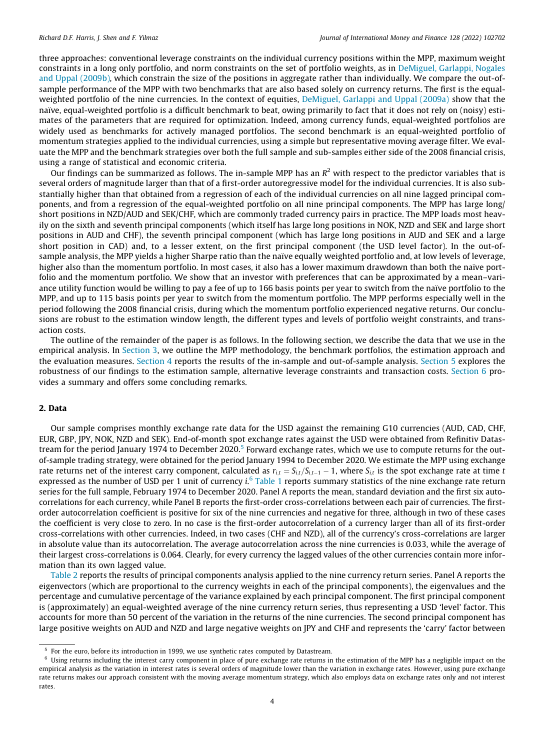 Richard D.F. Harris, J. Shen and F. Yilmaz
Journal of International Money and Finance 128 (2022) 102702
three approaches: conventional leverage constraints on the individual currency positions within the MPP, maximum weight
constraints in a long only portfolio, and norm constraints on the set of portfolio weights, as in DeMiguel, Garlappi, Nogales
and Uppal (2009b), which constrain the size of the positions in aggregate rather than individually. We compare the out-of-
sample performance of the MPP with two benchmarks that are also based solely on currency returns. The first is the equal-
weighted portfolio of the nine currencies. In the context of equities, DeMiguel, Garlappi and Uppal (2009a) show that the
naïve, equal-weighted portfolio is a difficult benchmark to beat, owing primarily to fact that it does not rely on (noisy) esti-
mates of the parameters that are required for optimization. Indeed, among currency funds, equal-weighted portfolios are
widely used as benchmarks for actively managed portfolios. The second benchmark is an equal-weighted portfolio of
momentum strategies applied to the individual currencies, using a simple but representative moving average filter. We eval-
uate the MPP and the benchmark strategies over both the full sample and sub-samples either side of the 2008 financial crisis,
using a range of statistical and economic criteria.
Our findings can be summarized as follows. The in-sample MPP has an R² with respect to the predictor variables that is
several orders of magnitude larger than that of a first-order autoregressive model for the individual currencies. It is also sub-
stantially higher than that obtained from a regression of each of the individual currencies on all nine lagged principal com-
ponents, and from a regression of the equal-weighted portfolio on all nine principal components. The MPP has large long/
short positions in NZD/AUD and SEK/CHF, which are commonly traded currency pairs in practice. The MPP loads most heav-
ily on the sixth and seventh principal components (which itself has large long positions in NOK, NZD and SEK and large short
positions in AUD and CHF), the seventh principal component (which has large long positions in AUD and SEK and a large
short position in CAD) and, to a lesser extent, on the first principal component (the USD level factor). In the out-of-
sample analysis, the MPP yields a higher Sharpe ratio than the naïve equally weighted portfolio and, at low levels of leverage,
higher also than the momentum portfolio. In most cases, it also has a lower maximum drawdown than both the naïve port-
folio and the momentum portfolio. We show that an investor with preferences that can be approximated by a mean–vari-
ance utility function would be willing to pay a fee of up to 166 basis points per year to switch from the naïve portfolio to the
MPP, and up to 115 basis points per year to switch from the momentum portfolio. The MPP performs especially well in the
period following the 2008 financial crisis, during which the momentum portfolio experienced negative returns. Our conclu-
sions are robust to the estimation window length, the different types and levels of portfolio weight constraints, and trans-
action costs.
The outline of the remainder of the paper is as follows. In the following section, we describe the data that we use in the
empirical analysis. In Section 3, we outline the MPP methodology, the benchmark portfolios, the estimation approach and
the evaluation measures. Section 4 reports the results of the in-sample and out-of-sample analysis. Section 5 explores the
robustness of our findings to the estimation sample, alternative leverage constraints and transaction costs. Section 6 pro-
vides a summary and offers some concluding remarks.
2. Data
Our sample comprises monthly exchange rate data for the USD against the remaining G10 currencies (AUD, CAD, CHF,
EUR, GBP, JPY, NOK, NZD and SEK). End-of-month spot exchange rates against the USD were obtained from Refinitiv Datas-
tream for the period January 1974 to December 2020.⁵ Forward exchange rates, which we use to compute returns for the out-
of-sample trading strategy, were obtained for the period January 1994 to December 2020. We estimate the MPP using exchange
rate returns net of the interest carry component, calculated as r_{i,t} = S_{i,t}/S_{i,t−1} − 1, where S_{i,t} is the spot exchange rate at time t
expressed as the number of USD per 1 unit of currency i.⁶ Table 1 reports summary statistics of the nine exchange rate return
series for the full sample, February 1974 to December 2020. Panel A reports the mean, standard deviation and the first six auto-
correlations for each currency, while Panel B reports the first-order cross-correlations between each pair of currencies. The first-
order autocorrelation coefficient is positive for six of the nine currencies and negative for three, although in two of these cases
the coefficient is very close to zero. In no case is the first-order autocorrelation of a currency larger than all of its first-order
cross-correlations with other currencies. Indeed, in two cases (CHF and NZD), all of the currency's cross-correlations are larger
in absolute value than its autocorrelation. The average autocorrelation across the nine currencies is 0.033, while the average of
their largest cross-correlations is 0.064. Clearly, for every currency the lagged values of the other currencies contain more infor-
mation than its own lagged value.
Table 2 reports the results of principal components analysis applied to the nine currency return series. Panel A reports the
eigenvectors (which are proportional to the currency weights in each of the principal components), the eigenvalues and the
percentage and cumulative percentage of the variance explained by each principal component. The first principal component
is (approximately) an equal-weighted average of the nine currency return series, thus representing a USD 'level' factor. This
accounts for more than 50 percent of the variation in the returns of the nine currencies. The second principal component has
large positive weights on AUD and NZD and large negative weights on JPY and CHF and represents the 'carry' factor between
⁵ For the euro, before its introduction in 1999, we use synthetic rates computed by Datastream.
⁶ Using returns including the interest carry component in place of pure exchange rate returns in the estimation of the MPP has a negligible impact on the
empirical analysis as the variation in interest rates is several orders of magnitude lower than the variation in exchange rates. However, using pure exchange
rate returns makes our approach consistent with the moving average momentum strategy, which also employs data on exchange rates only and not interest
rates.
4